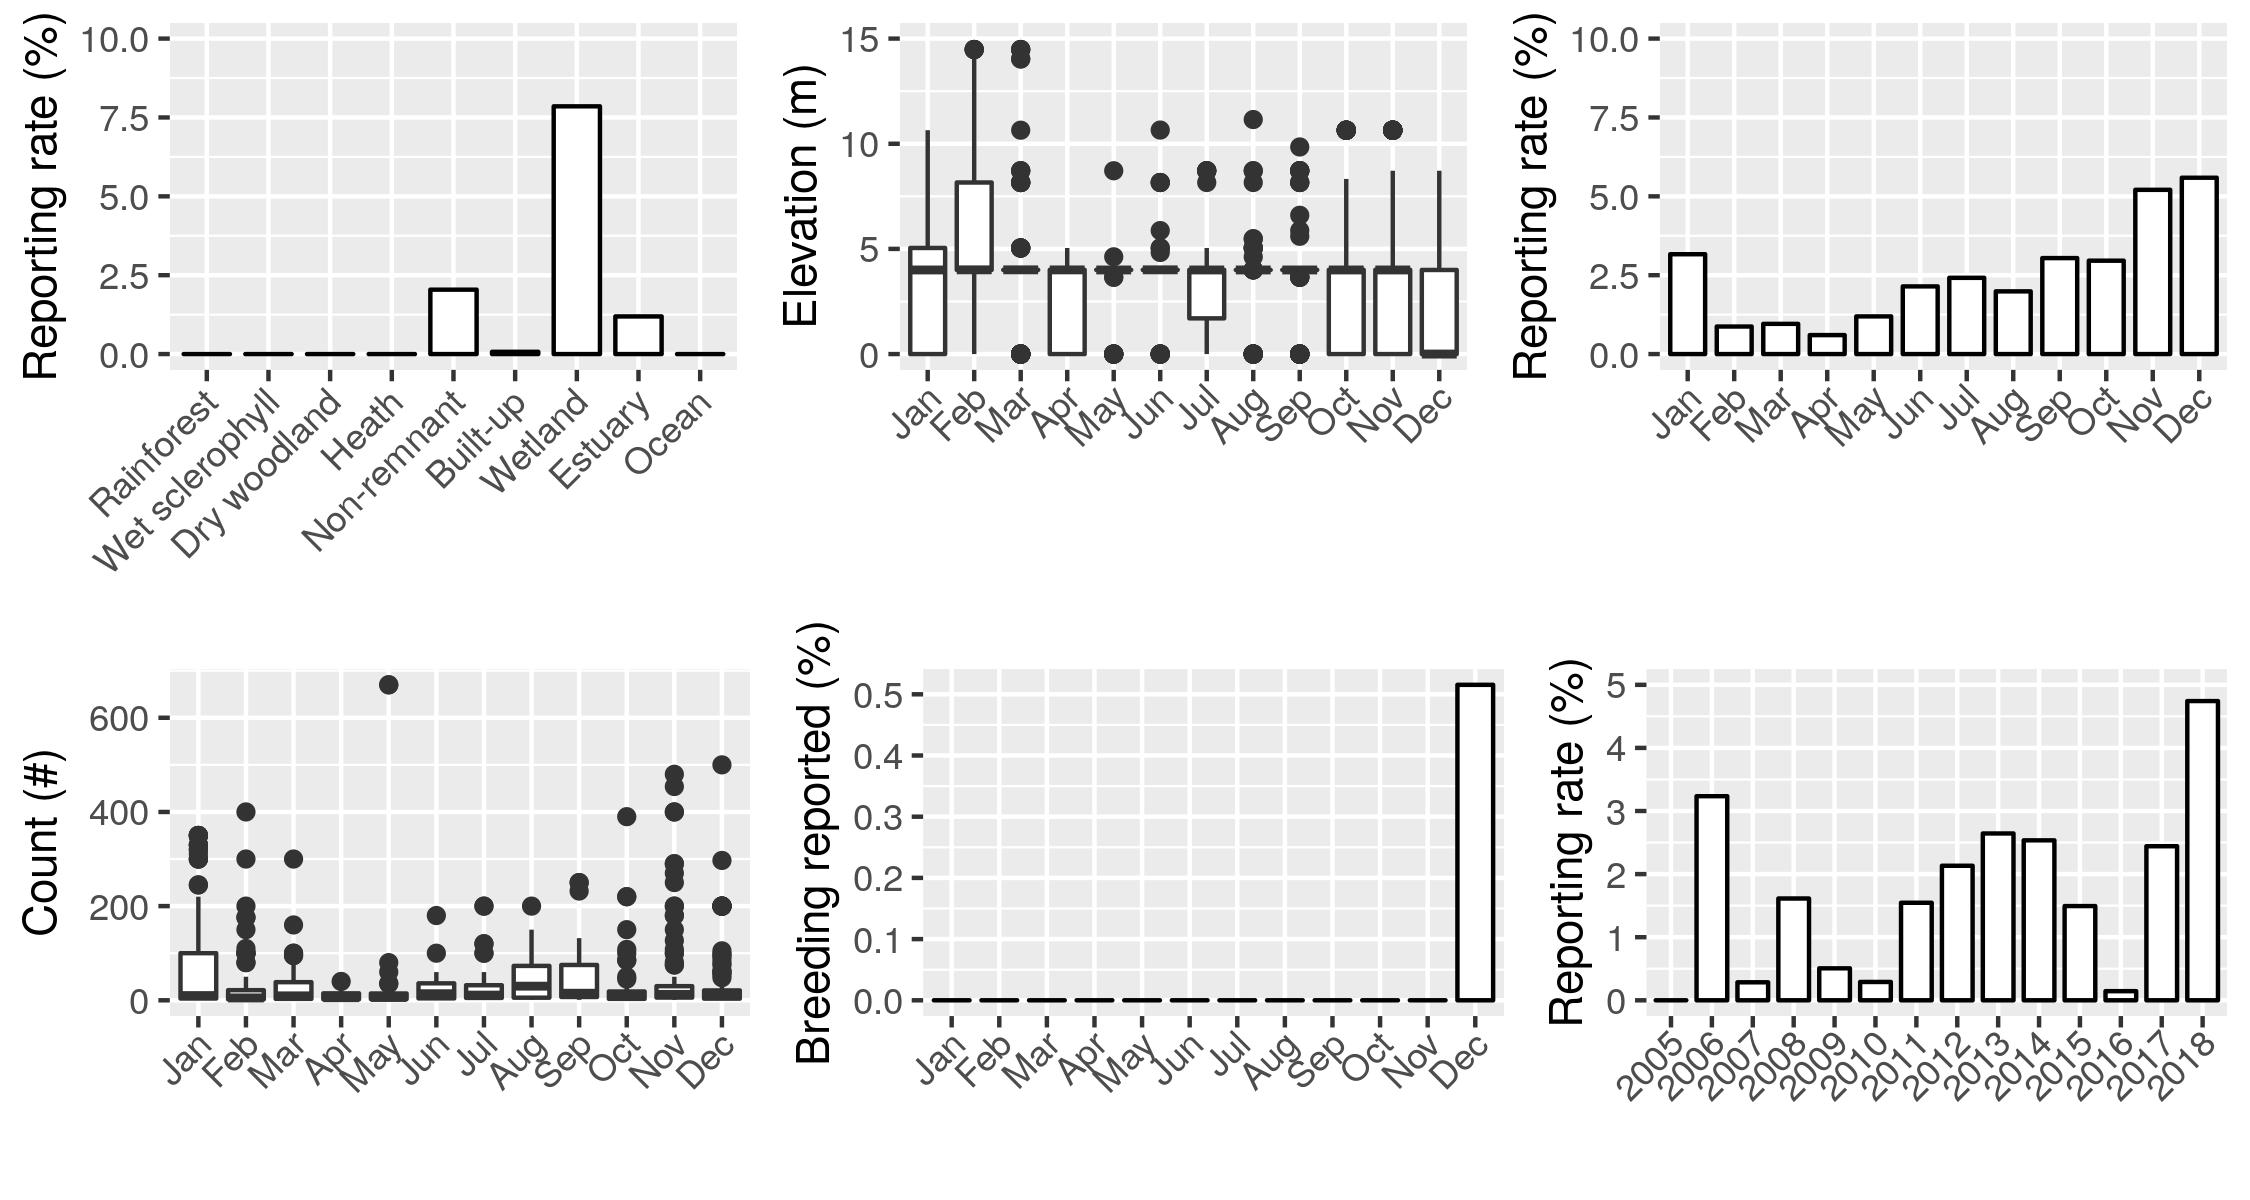 Reporting rate (%)
10.0
7.5
5.0
2.5
0.0
Rainforest
Wet sclerophyll
Dry woodland
Heath
Non-remnant
Built-up
Wetland
Estuary
Ocean
Elevation (m)
15
10
5
0
Jan
Feb
Mar
Apr
May
Jun
Jul
Aug
Sep
Oct
Nov
Dec
Reporting rate (%)
10.0
7.5
5.0
2.5
0.0
Jan
Feb
Mar
Apr
May
Jun
Jul
Aug
Sep
Oct
Nov
Dec
Count (#)
600
400
200
0
Jan
Feb
Mar
Apr
May
Jun
Jul
Aug
Sep
Oct
Nov
Dec
Breeding reported (%)
0.5
0.4
0.3
0.2
0.1
0.0
Jan
Feb
Mar
Apr
May
Jun
Jul
Aug
Sep
Oct
Nov
Dec
Reporting rate (%)
5
4
3
2
1
0
2005
2006
2007
2008
2009
2010
2011
2012
2013
2014
2015
2016
2017
2018